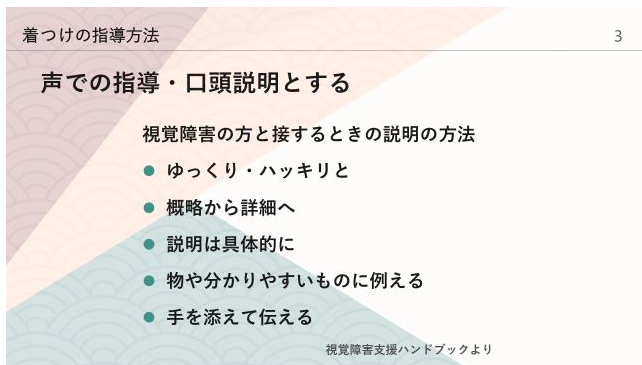 着つけの指導方法
3
声での指導・口頭説明とする
視覚障害の方と接するときの説明の方法
● ゆっくり・ハッキリと
● 概略から詳細へ
● 説明は具体的に
● 物や分かりやすいものに例える
● 手を添えて伝える
視覚障害支援ハンドブックより